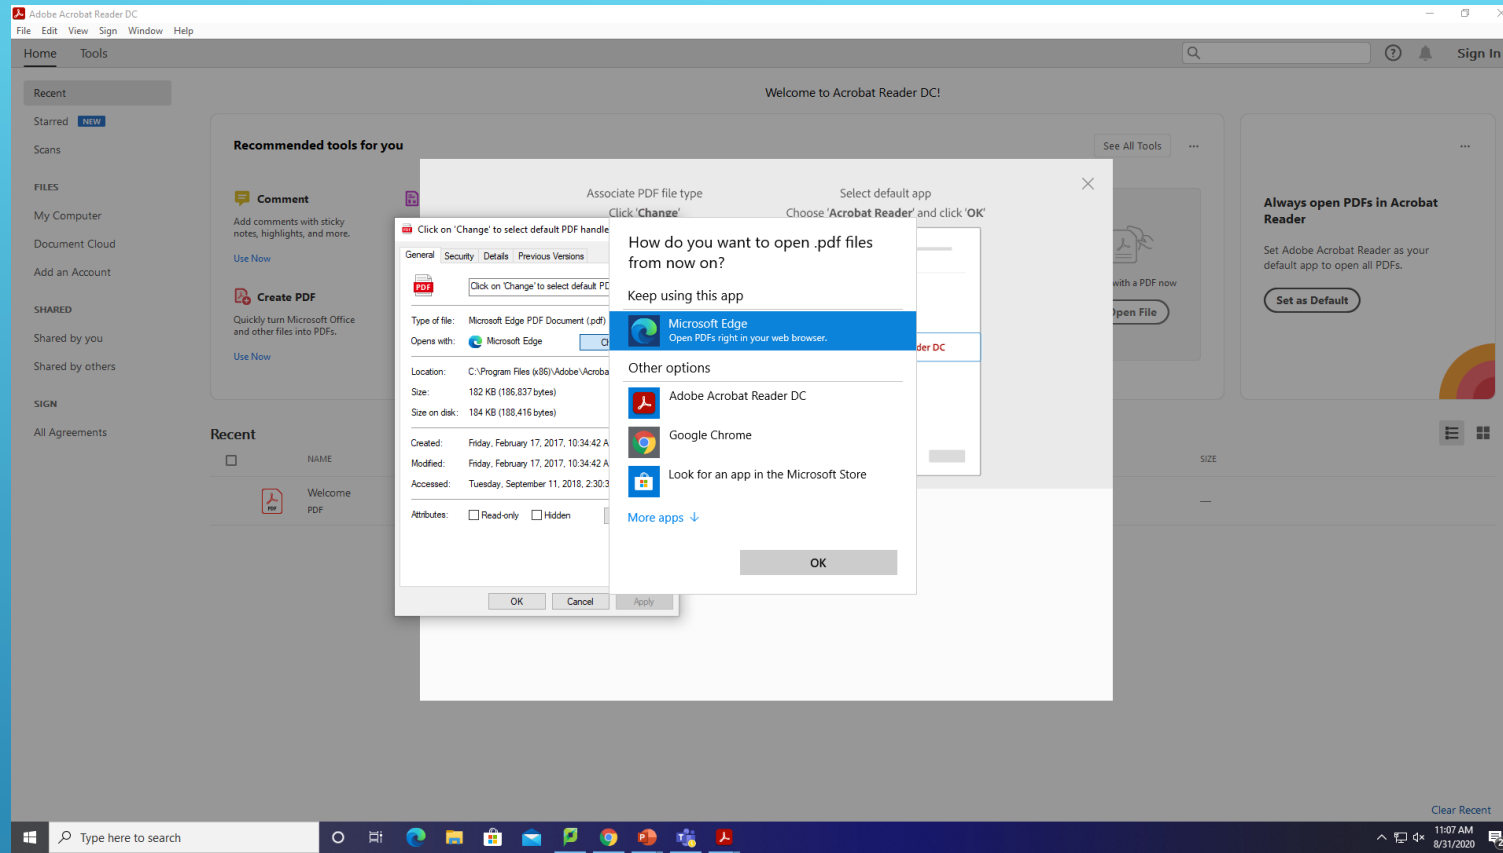 Adobe Acrobat Reader DC
File Edit View Sign Window Help
Home Tools
Sign In
Recent
Starred NEW
Scans
FILES
My Computer
Document Cloud
Add an Account
SHARED
Shared by you
Shared by others
SIGN
All Agreements
Welcome to Acrobat Reader DC!
Recommended tools for you
See All Tools
Comment
Add comments with sticky
notes, highlights, and more.
Use Now
Create PDF
Quickly turn Microsoft Office
and other files into PDFs.
Use Now
with a PDF now
Open File
Always open PDFs in Acrobat
Reader
Set Adobe Acrobat Reader as your
default app to open all PDFs.
Set as Default
Associate PDF file type
Click 'Change'
Select default app
Choose 'Acrobat Reader' and click 'OK'
der DC
Click on 'Change' to select default PDF handle
General Security Details Previous Versions
PDF
Click on 'Change' to select default PD
Type of file: Microsoft Edge PDF Document (.pdf)
Opens with: Microsoft Edge
Location: C:\Program Files (x86)\Adobe\Acroba
Size: 182 KB (186,837 bytes)
Size on disk: 184 KB (188,416 bytes)
Created: Friday, February 17, 2017, 10:34:42 A
Modified: Friday, February 17, 2017, 10:34:42 A
Accessed: Tuesday, September 11, 2018, 2:30:3
Attributes: Read-only Hidden
OK Cancel Apply
How do you want to open .pdf files
from now on?
Keep using this app
Microsoft Edge
Open PDFs right in your web browser.
Other options
Adobe Acrobat Reader DC
Google Chrome
Look for an app in the Microsoft Store
More apps
OK
Recent
NAME SIZE
Welcome
PDF
Clear Recent
Type here to search
11:07 AM
8/31/2020